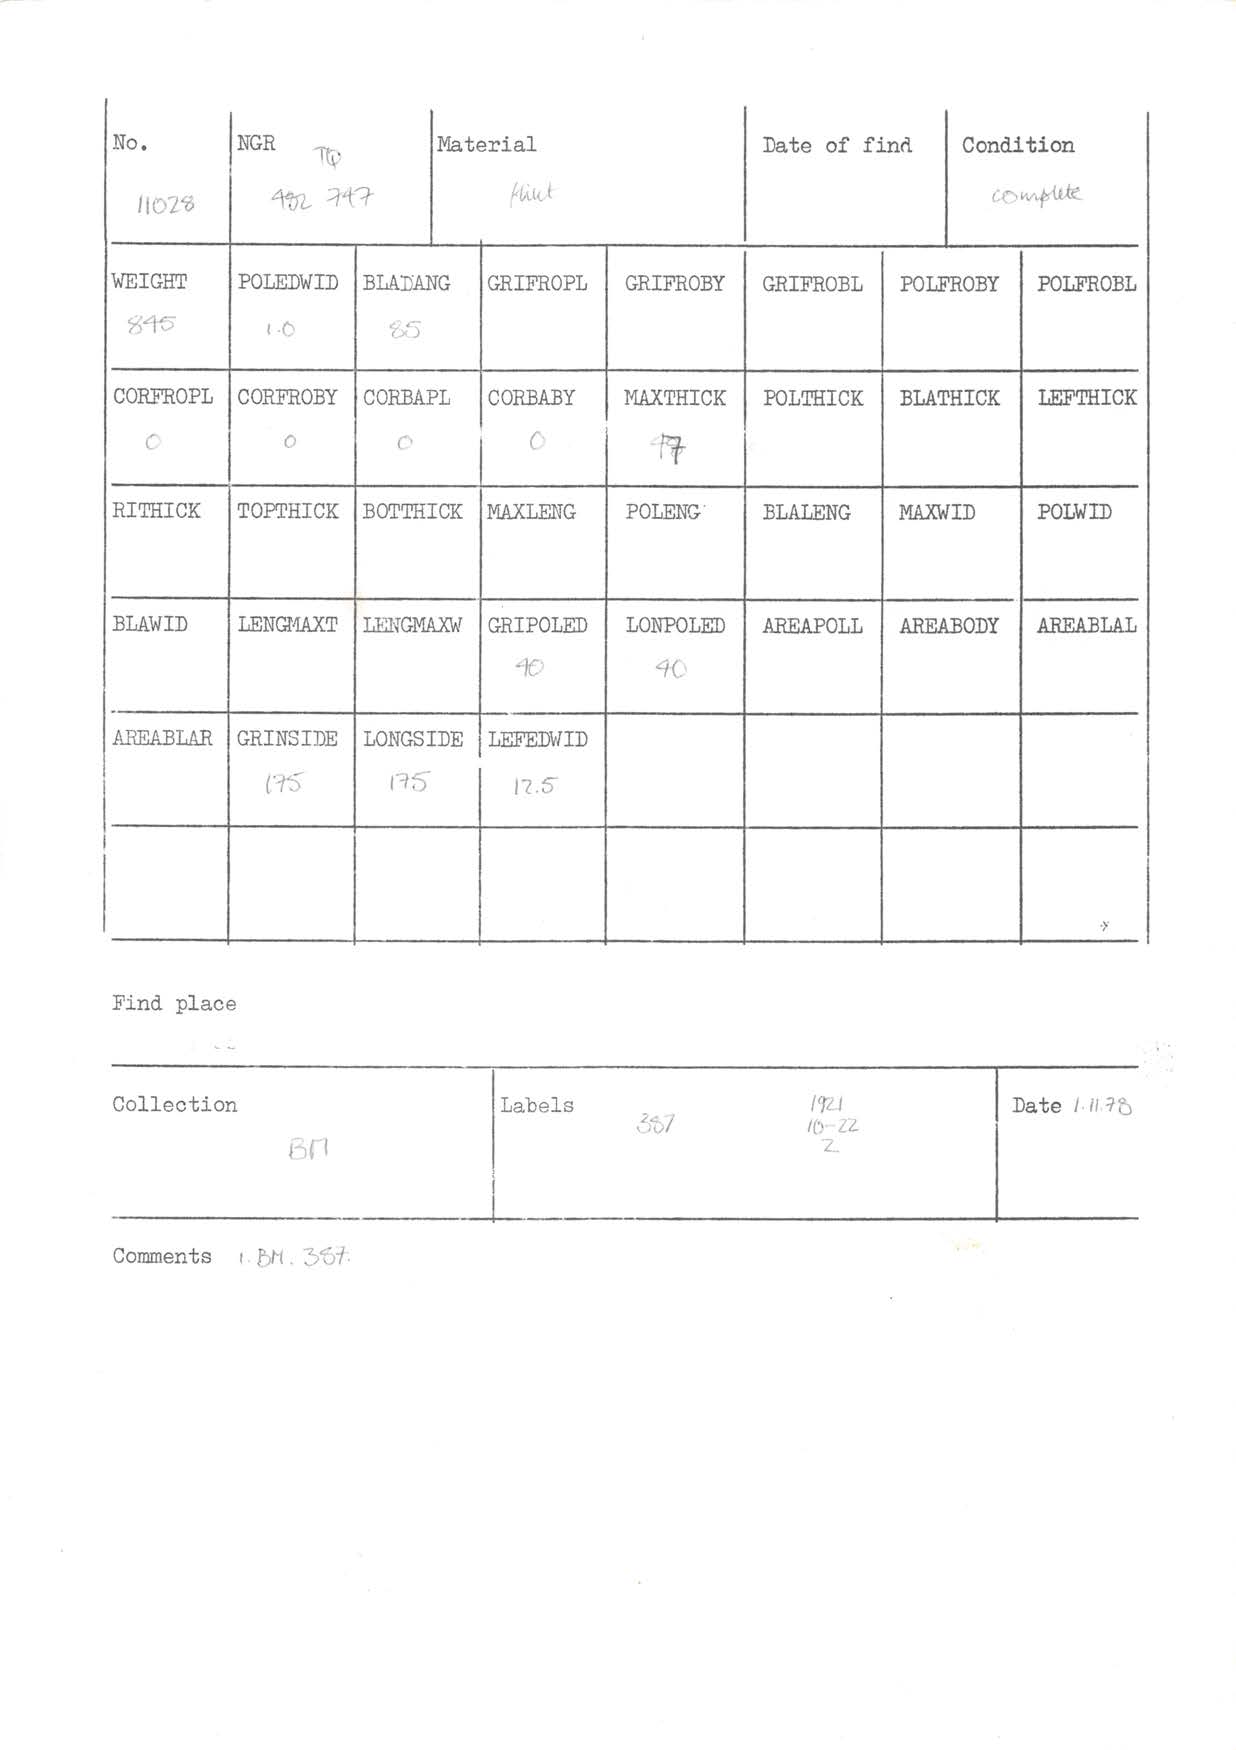 No. NGR TQ Material Date of find Condition
11028 492 747 flint complete
WEIGHT POLEDWID BLADANG GRIFROPL GRIFROBY GRIFROBL POLFROBY POLFROBL
845 1.0 85
CORFROPL CORFROBY CORBAPL CORBABY MAXTHICK POLTHICK BLATHICK LEFTHICK
0 0 0 0
RITHICK TOPTHICK BOTTHICK MAXLENG POLENG BLALENG MAXWID POLWID
BLAWID LENGMAXT LENGMAXW GRIPOLED LONPOLED AREAPOLL AREABODY AREABLAL
40 40
AREABLAR GRINSIDE LONGSIDE LEFEDWID
175 175 12.5
Find place
Collection Labels 387 1921 Date 1.11.78
10-22
BM 2
Comments 1. BM. 387.